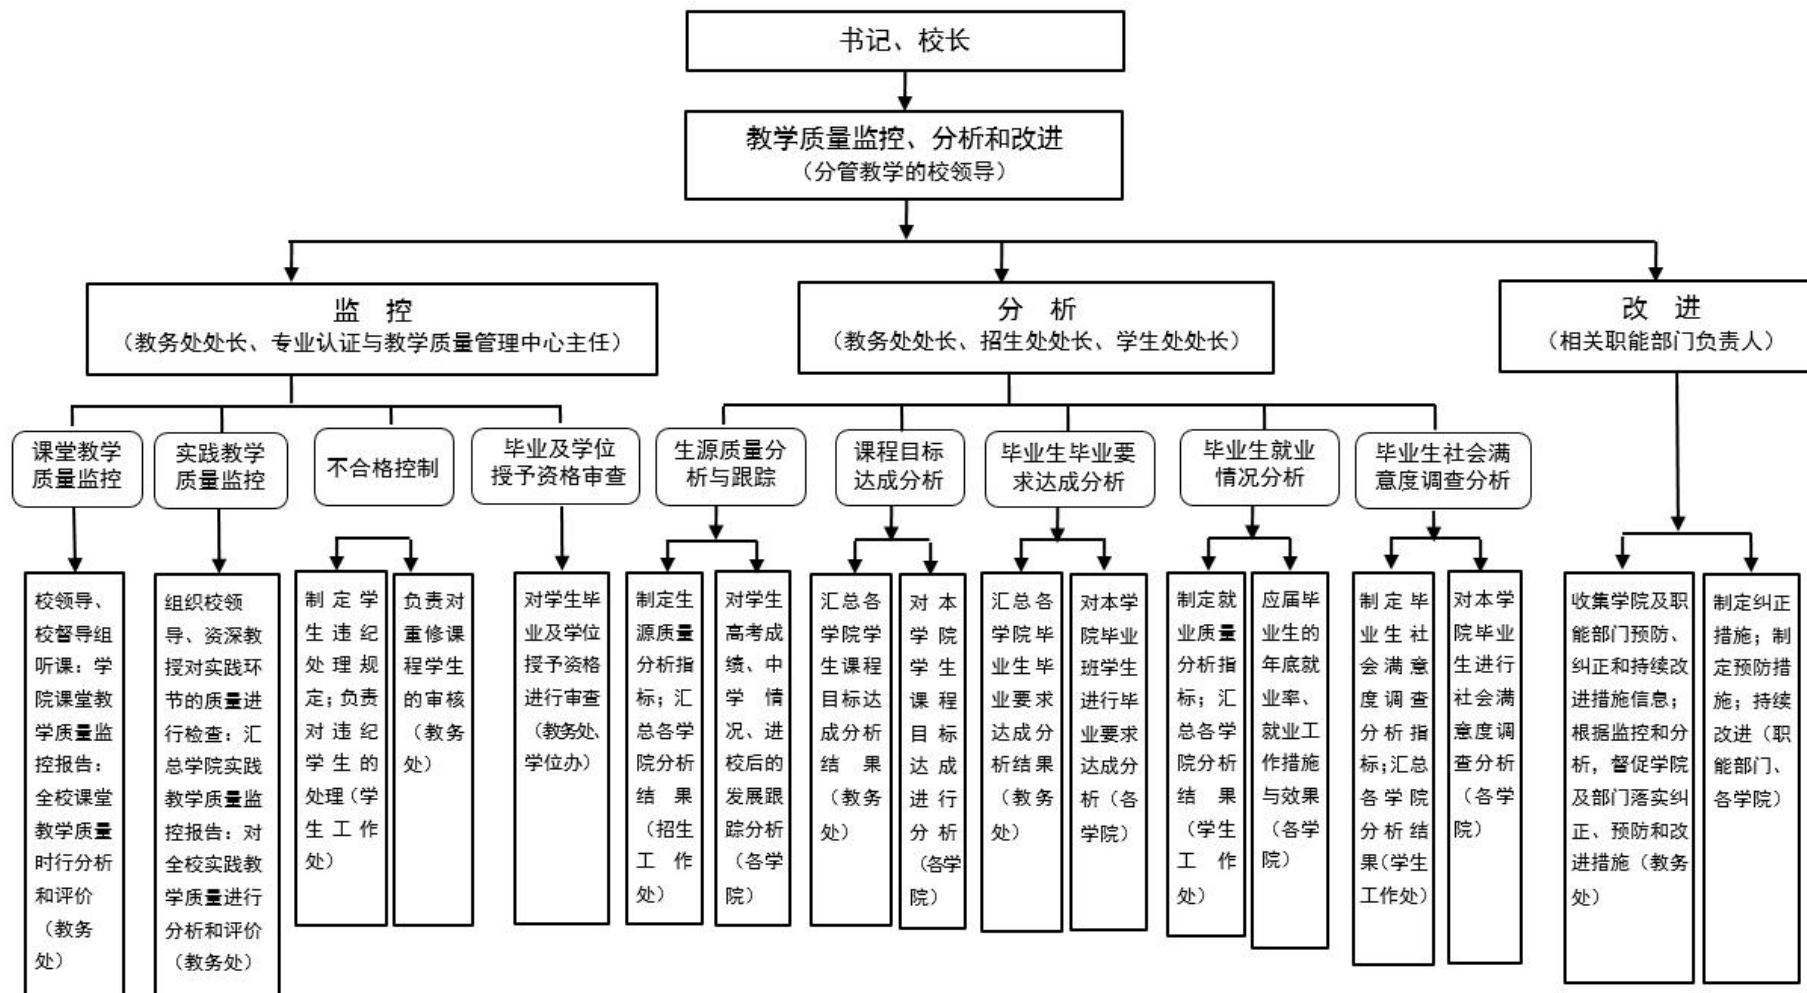 书记、校长
教学质量监控、分析和改进
（分管教学的校领导）
监 控
（教务处处长、专业认证与教学质量管理中心主任）
分 析
（教务处处长、招生处处长、学生处处长）
改 进
（相关职能部门负责人）
课堂教学
质量监控
实践教学
质量监控
不合格控制
毕业及学位
授予资格审查
生源质量分
析与跟踪
课程目标
达成分析
毕业生毕业要
求达成分析
毕业生就业
情况分析
毕业生社会满
意度调查分析
校领导、
校督导组
听课：学
院课堂教
学质量监
控报告：
全校课堂
教学质量
时行分析
和评价
（教务
处）
组织校领
导、资深教
授对实践环
节的质量进
行检查：汇
总学院实践
教学质量监
控报告：对
全校实践教
学质量进行
分析和评价
（教务处）
制定学
生违纪
处理规
定；负责
对违纪
学生的
处理（学
生工作
处）
负责对
重修课
程学生
的审核
（教务
处）
对学生毕
业及学位
授予资格
进行审查
（教务处、
学位办）
制定生
源质量
分析指
标；汇
总各学
院分析
结果
（招生
工作
处）
对学生
高考成
绩、中
学情
况、进
校后的
发展跟
踪分析
（各学
院）
汇总各
学院学
生课程
目标达
成分析
结果
（教务
处）
对本
学院
学生
课程
目标
达成
进行
分析
（各学
院）
汇总各
学院毕
业生毕
业要求
达成分
析结果
（教务
处）
对本学
院毕业
班学生
进行毕
业要求
达成分
析（各
学院）
制定就
业质量
分析指
标；汇
总各学
院分析
结果
（学生
工作
处）
应届毕
业生的
年底就
业率、
就业工
作措施
与效果
（各学
院）
制定毕
业生社
会满意
度调查
分析指
标；汇总
各学院
分析结
果（学生
工作处）
对本学
院毕业
生进行
社会满
意度调
查分析
（各学
院）
收集学院及职
能部门预防、
纠正和持续改
进措施信息；
根据监控和分
析，督促学院
及部门落实纠
正、预防和改
进措施（教务
处）
制定纠正
措施；制
定预防措
施；持续
改进（职
能部门、
各学院）